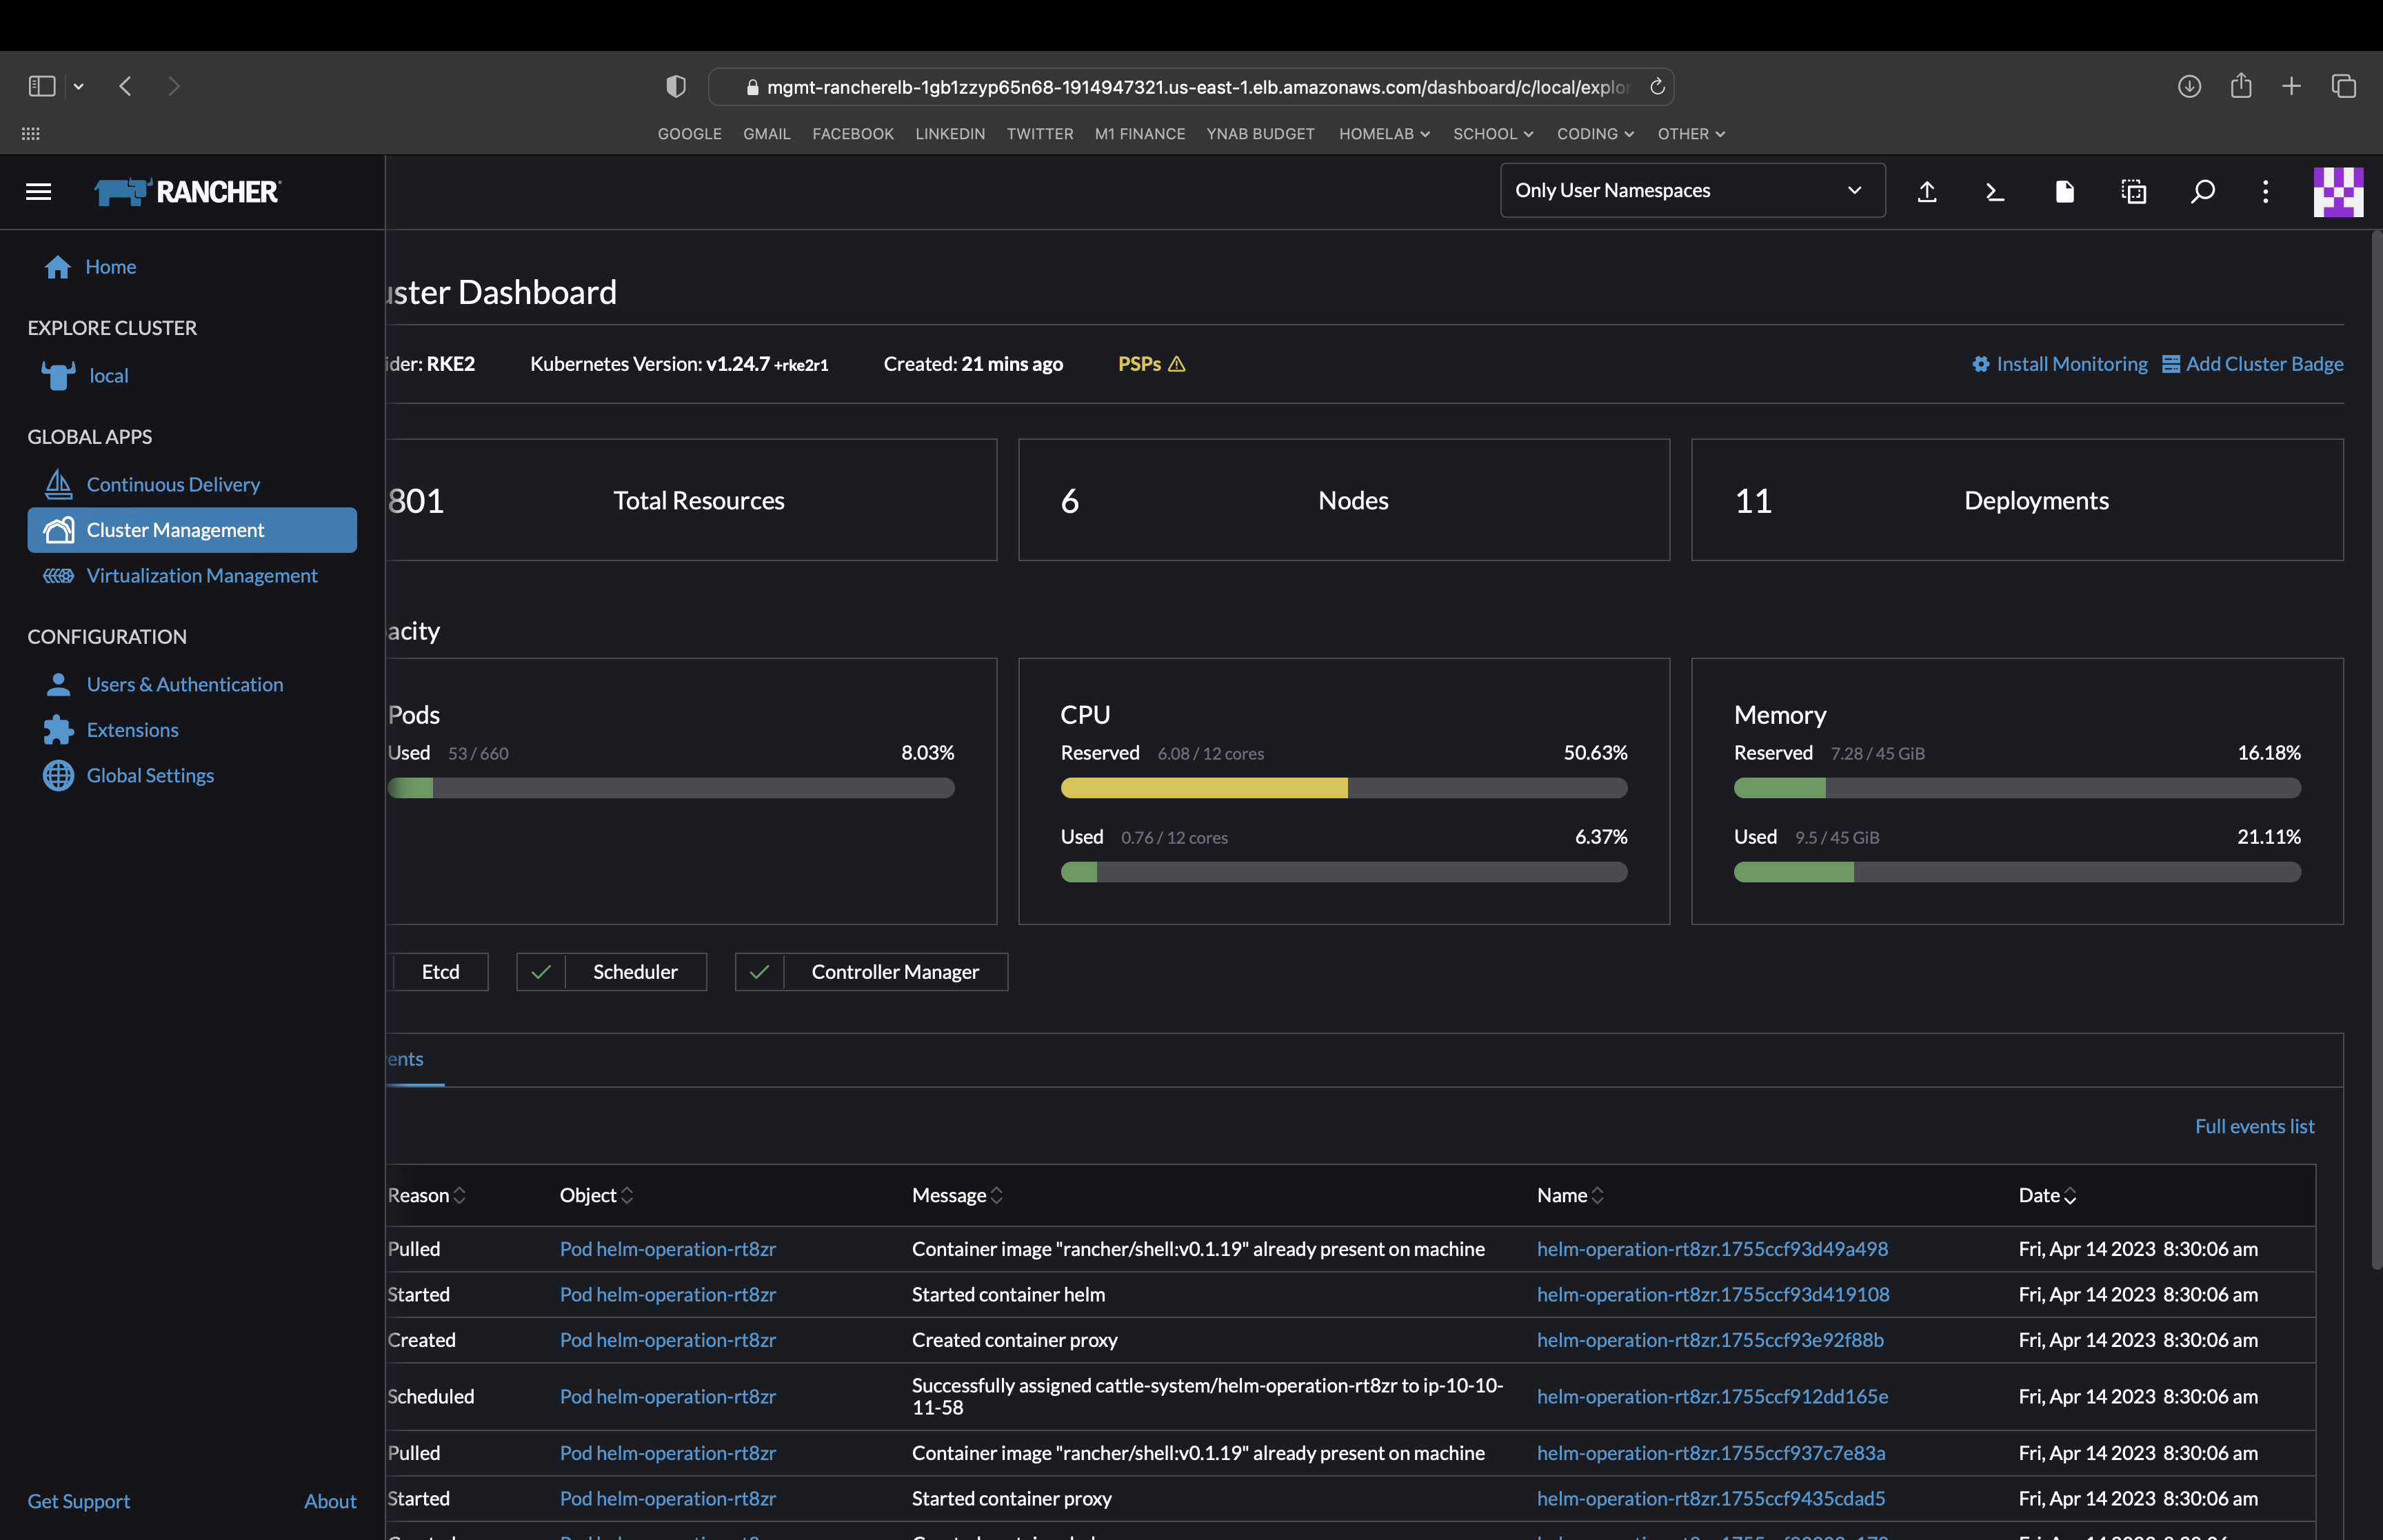 mgmt-rancherelb-1gb1zzyp65n68-1914947321.us-east-1.elb.amazonaws.com/dashboard/c/local/explor
GOOGLE GMAIL FACEBOOK LINKEDIN TWITTER M1 FINANCE YNAB BUDGET HOMELAB SCHOOL CODING OTHER
RANCHER
Only User Namespaces
Home
EXPLORE CLUSTER
local
GLOBAL APPS
Continuous Delivery
Cluster Management
Virtualization Management
CONFIGURATION
Users & Authentication
Extensions
Global Settings
Get Support About
uster Dashboard
ider: RKE2 Kubernetes Version: v1.24.7 +rke2r1 Created: 21 mins ago PSPs Install Monitoring Add Cluster Badge
801 Total Resources 6 Nodes 11 Deployments
acity
Pods
Used 53 / 660 8.03%
CPU
Reserved 6.08 / 12 cores 50.63%
Used 0.76 / 12 cores 6.37%
Memory
Reserved 7.28 / 45 GiB 16.18%
Used 9.5 / 45 GiB 21.11%
Etcd Scheduler Controller Manager
ents
Full events list
Reason Object Message Name Date
Pulled Pod helm-operation-rt8zr Container image "rancher/shell:v0.1.19" already present on machine helm-operation-rt8zr.1755ccf93d49a498 Fri, Apr 14 2023 8:30:06 am
Started Pod helm-operation-rt8zr Started container helm helm-operation-rt8zr.1755ccf93d419108 Fri, Apr 14 2023 8:30:06 am
Created Pod helm-operation-rt8zr Created container proxy helm-operation-rt8zr.1755ccf93e92f88b Fri, Apr 14 2023 8:30:06 am
Scheduled Pod helm-operation-rt8zr Successfully assigned cattle-system/helm-operation-rt8zr to ip-10-10-
11-58 helm-operation-rt8zr.1755ccf912dd165e Fri, Apr 14 2023 8:30:06 am
Pulled Pod helm-operation-rt8zr Container image "rancher/shell:v0.1.19" already present on machine helm-operation-rt8zr.1755ccf937c7e83a Fri, Apr 14 2023 8:30:06 am
Started Pod helm-operation-rt8zr Started container proxy helm-operation-rt8zr.1755ccf9435cdad5 Fri, Apr 14 2023 8:30:06 am